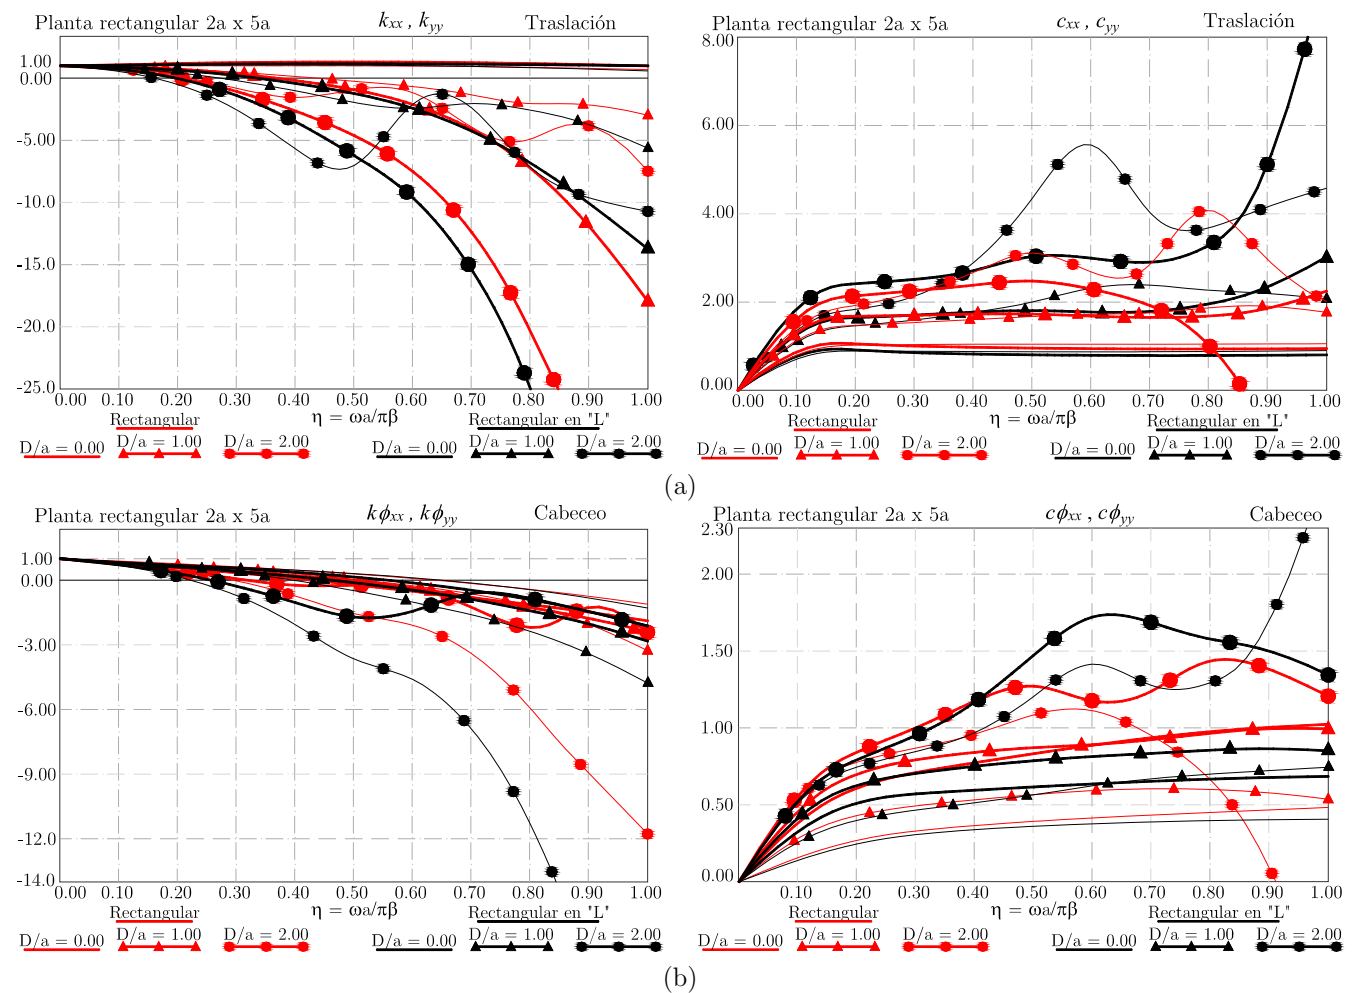 Planta rectangular 2a x 5a kxx , kyy Traslación
1.00
0.00
-5.00
-10.0
-15.0
-20.0
-25.0
0.00 0.10 0.20 0.30 0.40 0.50 0.60 0.70 0.80 0.90 1.00
η = ωa/πβ
Rectangular Rectangular en "L"
D/a = 0.00 D/a = 1.00 D/a = 2.00 D/a = 0.00 D/a = 1.00 D/a = 2.00
Planta rectangular 2a x 5a cxx , cyy Traslación
8.00
6.00
4.00
2.00
0.00
0.00 0.10 0.20 0.30 0.40 0.50 0.60 0.70 0.80 0.90 1.00
η = ωa/πβ
Rectangular Rectangular en "L"
D/a = 0.00 D/a = 1.00 D/a = 2.00 D/a = 0.00 D/a = 1.00 D/a = 2.00
(a)
Planta rectangular 2a x 5a kϕxx , kϕyy Cabeceo
1.00
0.00
-3.00
-6.00
-9.00
-12.0
-14.0
0.00 0.10 0.20 0.30 0.40 0.50 0.60 0.70 0.80 0.90 1.00
η = ωa/πβ
Rectangular Rectangular en "L"
D/a = 0.00 D/a = 1.00 D/a = 2.00 D/a = 0.00 D/a = 1.00 D/a = 2.00
Planta rectangular 2a x 5a cϕxx , cϕyy Cabeceo
2.30
2.00
1.50
1.00
0.50
0.00
0.10 0.20 0.30 0.40 0.50 0.60 0.70 0.80 0.90 1.00
η = ωa/πβ
Rectangular Rectangular en "L"
D/a = 0.00 D/a = 1.00 D/a = 2.00 D/a = 0.00 D/a = 1.00 D/a = 2.00
(b)